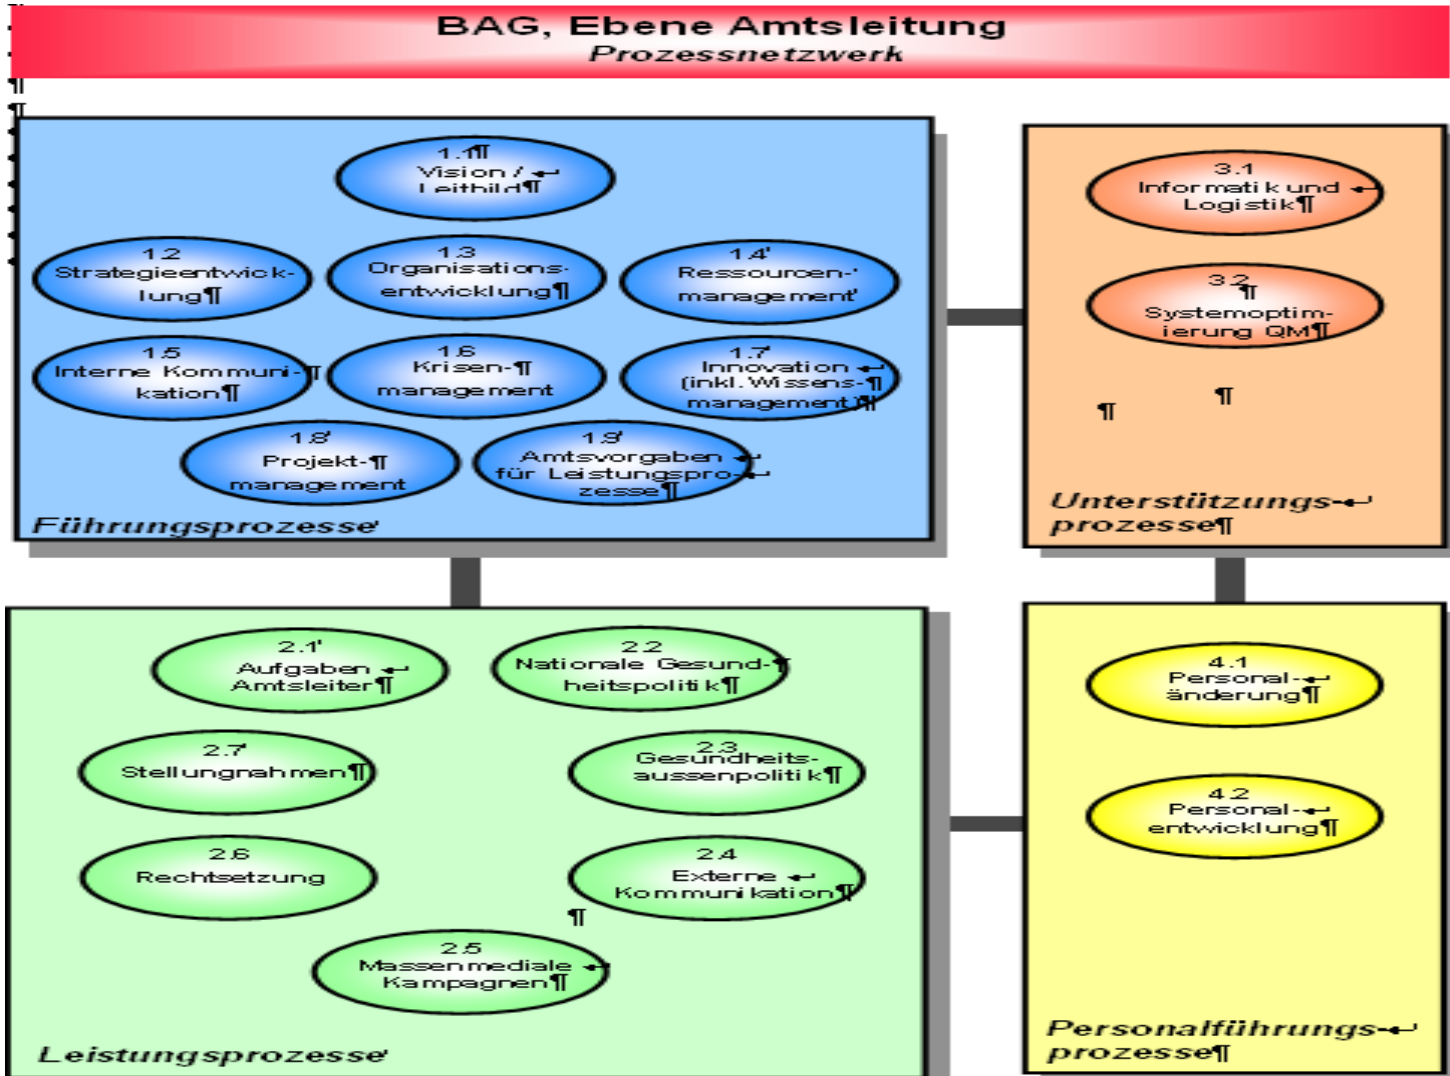 BAG, Ebene Amtsleitung
Prozessnetzwerk
1.1¶
Vision / ↵
Leitbild¶
1.2
Strategieentwick-
lung¶
1.3
Organisations-
entwicklung¶
1.4'
Ressourcen-'
management'
1.5
Interne Kommuni-¶
kation¶
1.6
Krisen-¶
management
1.7'
Innovation ↵
(inkl. Wissens-¶
management)¶
1.8'
Projekt-¶
management
1.9'
Amtsvorgaben ↵
für Leistungspro-↵
zesse¶
Führungsprozesse'
3.1
Informatik und ↵
Logistik¶
3.2
¶
Systemoptim-
ierung QM¶
¶
¶
Unterstützungs-↵
prozesse¶
2.1'
Aufgaben ↵
Amtsleiter¶
2.2
Nationale Gesund-¶
heitspolitik¶
2.7'
Stellungnahmen¶
2.3
Gesundheits-
aussenpolitik¶
2.6
Rechtsetzung
2.4
Externe ↵
Kommunikation¶
¶
2.5
Massenmediale ↵
Kampagnen¶
Leistungsprozesse'
4.1
Personal-↵
änderung¶
4.2
Personal-↵
entwicklung¶
Personalführungs-↵
prozesse¶